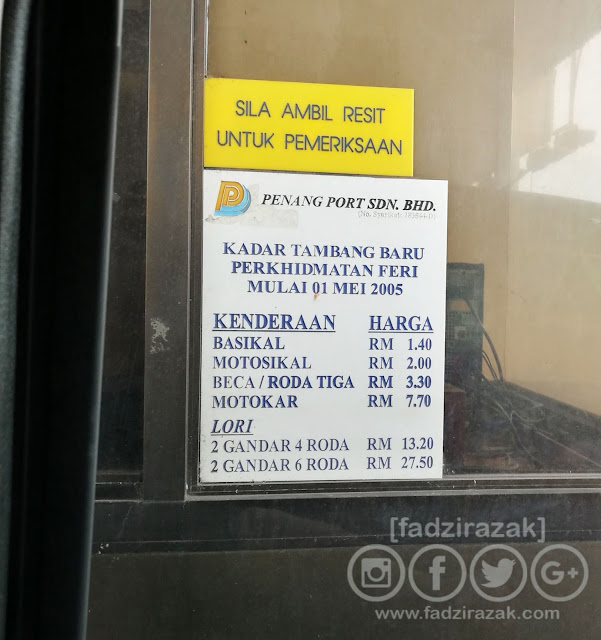 SILA AMBIL RESIT
UNTUK PEMERIKSAAN
PENANG PORT SDN. BHD.
KADAR TAMBANG BARU
PERKHIDMATAN FERI
MULAI 01 MEI 2005
KENDERAAN HARGA
BASIKAL RM 1.40
MOTOSIKAL RM 2.00
BECA / RODA TIGA RM 3.30
MOTOKAR RM 7.70
LORI
2 GANDAR 4 RODA RM 13.20
2 GANDAR 6 RODA RM 27.50
[fadzirazak]
www.fadzirazak.com